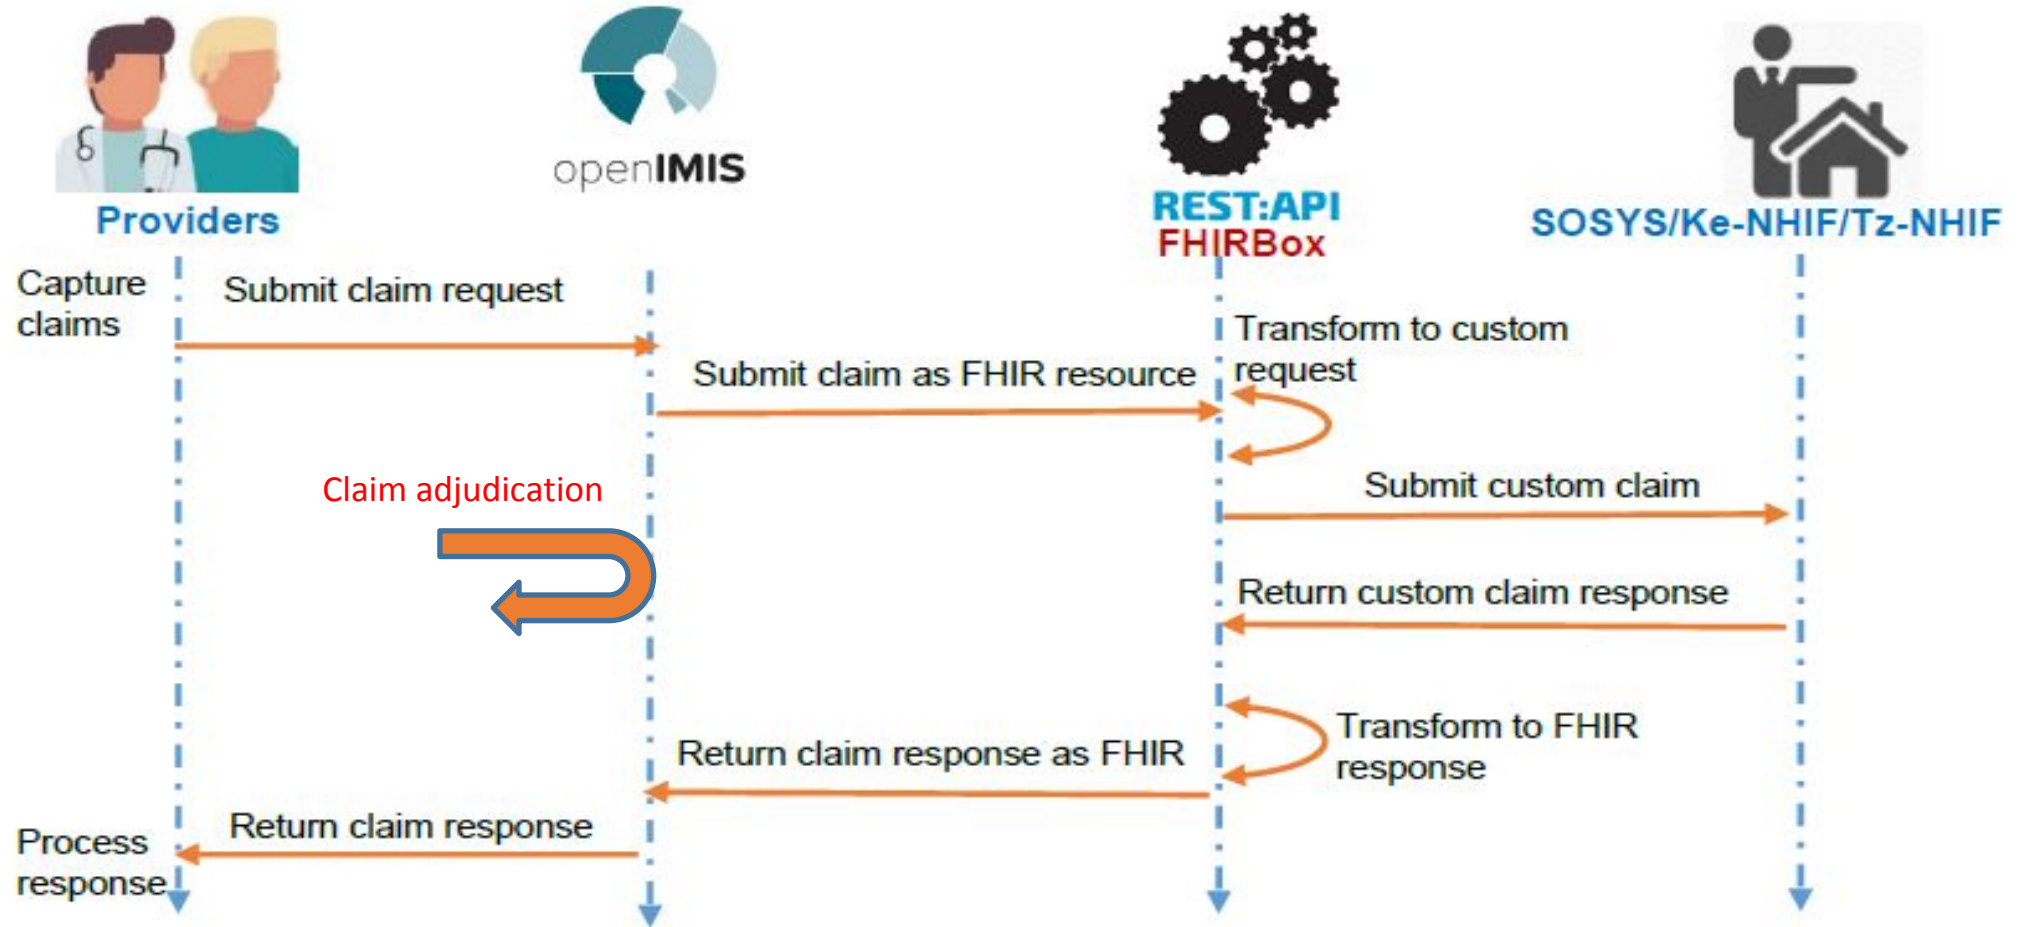 openIMIS
REST:API
FHIRBox
Providers
SOSYS/Ke-NHIF/Tz-NHIF
Capture
claims
Submit claim request
Transform to custom
request
Submit claim as FHIR resource
Claim adjudication
Submit custom claim
Return custom claim response
Transform to FHIR
response
Return claim response as FHIR
Return claim response
Process
response